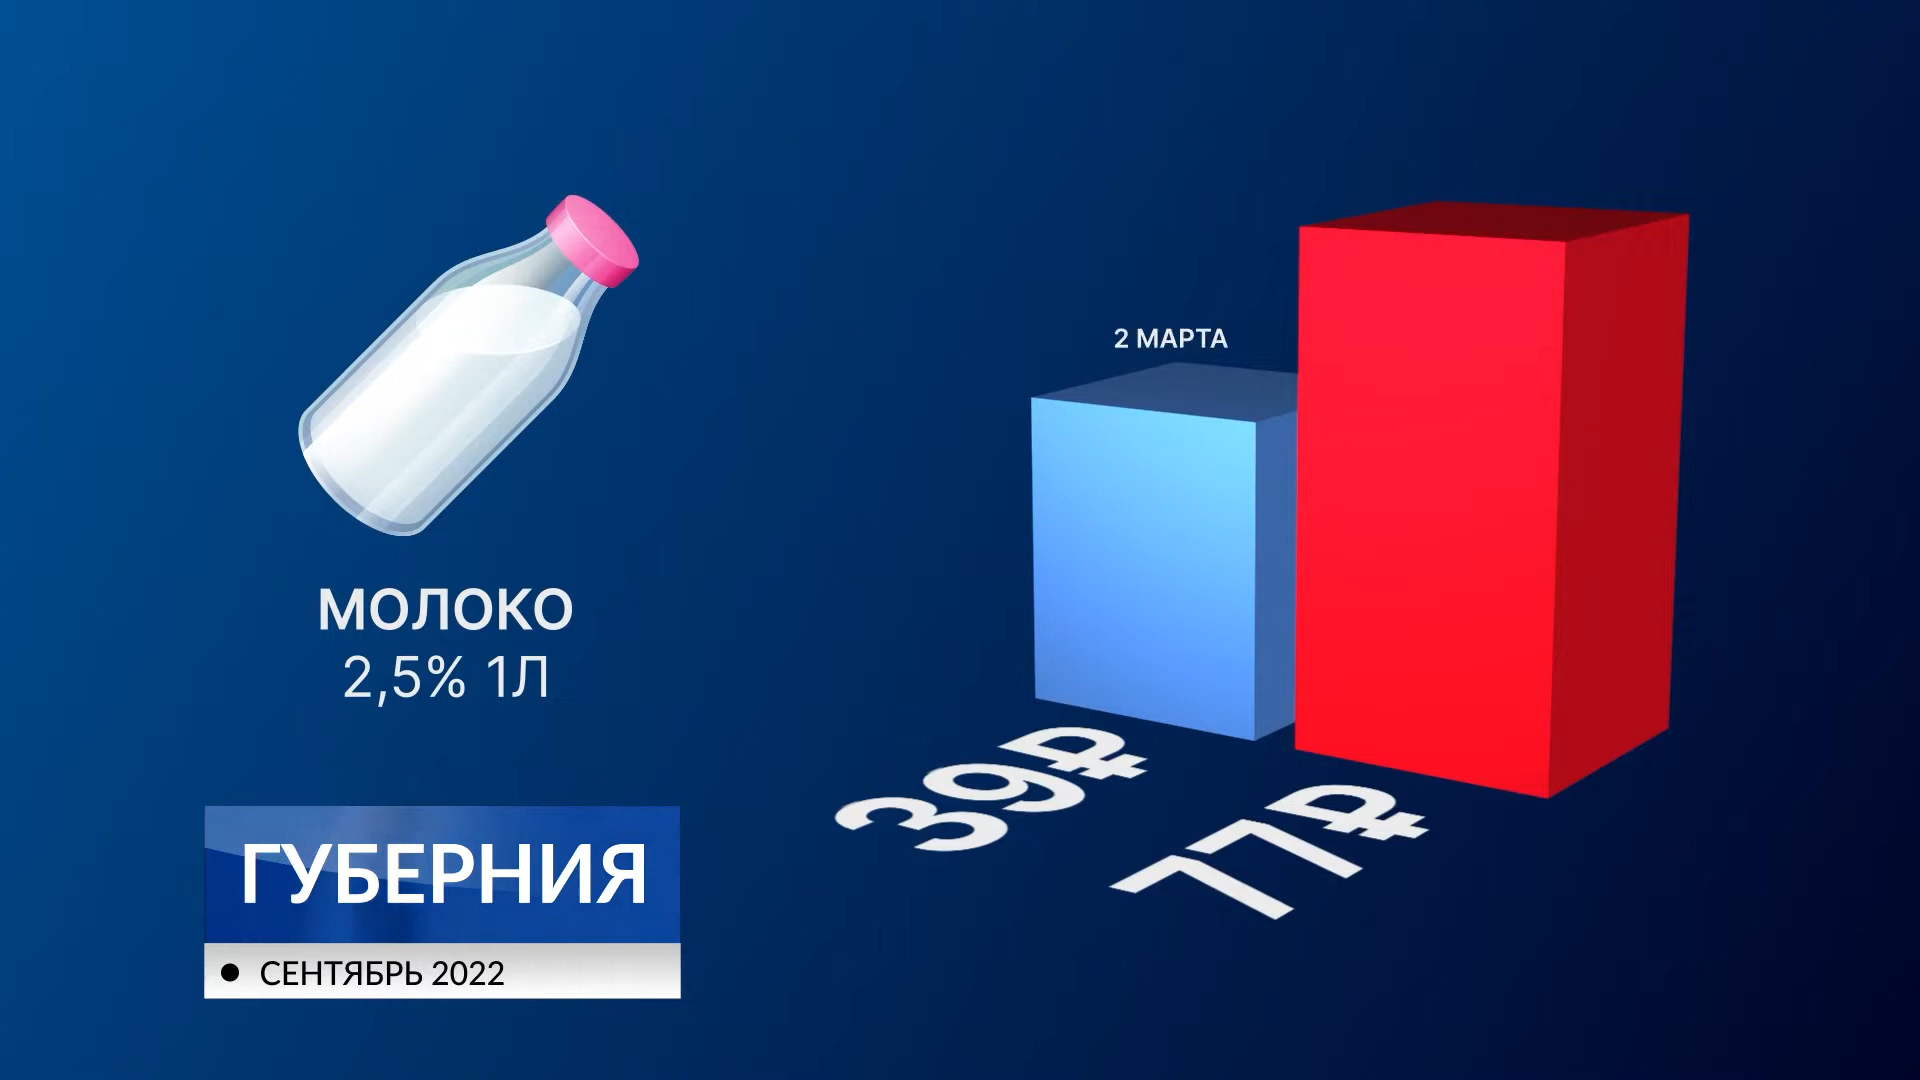 МОЛОКО
2,5% 1Л
2 МАРТА
39₽
77₽
ГУБЕРНИЯ
• СЕНТЯБРЬ 2022